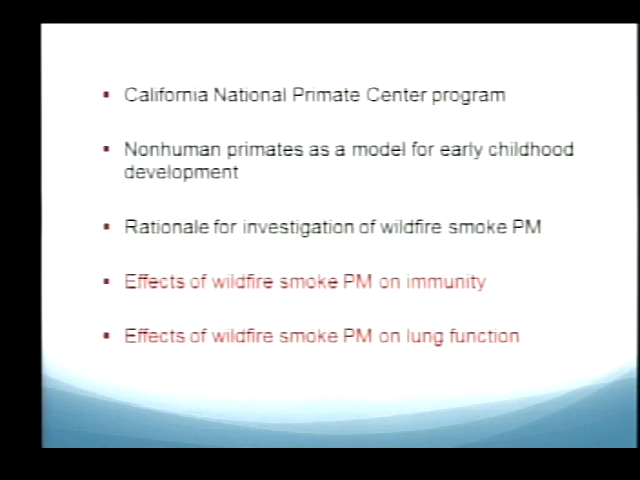 California National Primate Center program
Nonhuman primates as a model for early childhood
development
Rationale for investigation of wildfire smoke PM
Effects of wildfire smoke PM on immunity
Effects of wildfire smoke PM on lung function